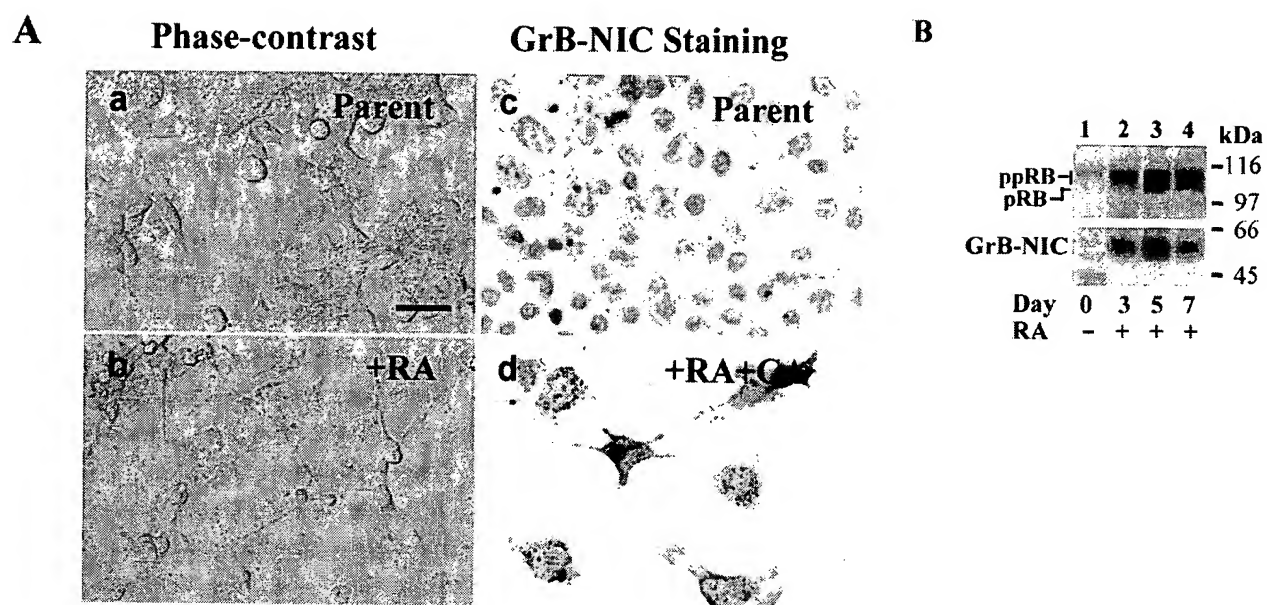 A
Phase-contrast
GrB-NIC Staining
B
a
Parent
c
Parent
b
+RA
d
+RA+
1 2 3 4 kDa
ppRB
pRB
116
97
GrB-NIC
66
45
Day 0 3 5 7
RA - + + +